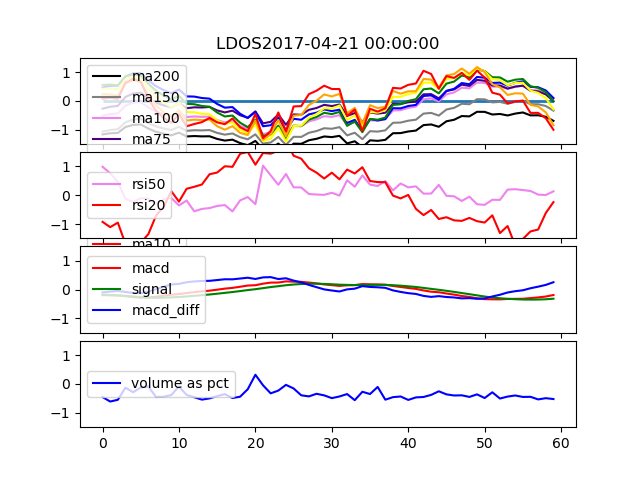 LDOS2017-04-21 00:00:00
1
0
−1
ma200
ma150
ma100
ma75
1
0
−1
rsi50
rsi20
ma10
1
0
−1
macd
signal
macd_diff
1
0
−1
volume as pct
0 10 20 30 40 50 60